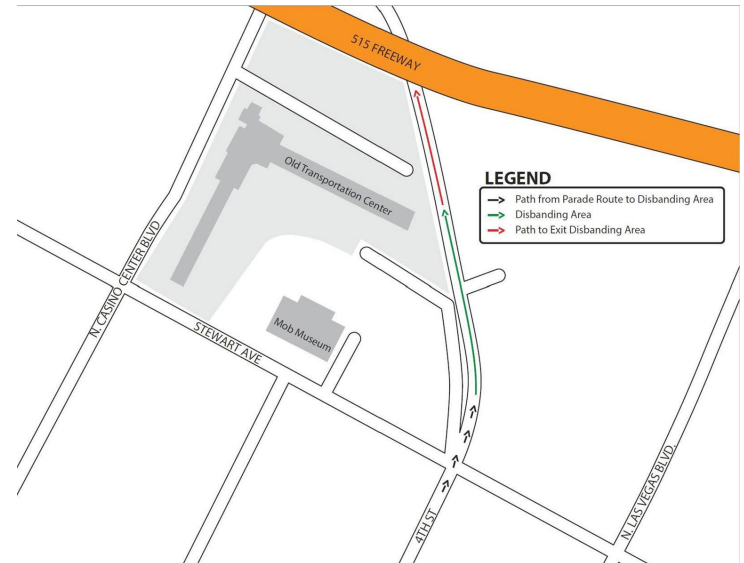 515 FREEWAY
Old Transportation Center
LEGEND
Path from Parade Route to Disbanding Area
Disbanding Area
Path to Exit Disbanding Area
N. CASINO CENTER BLVD
Mob Museum
STEWART AVE
4TH ST
N. LAS VEGAS BLVD.